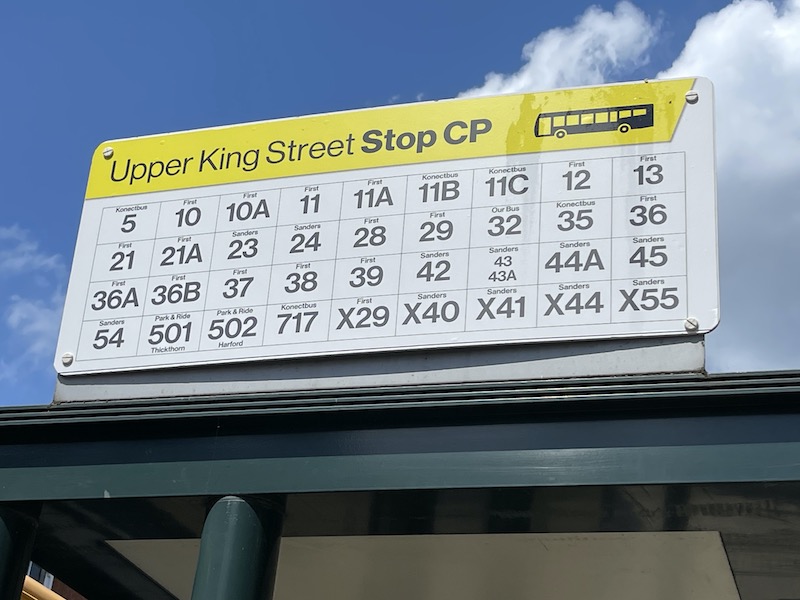 Upper King Street Stop CP
Konectbus First First First First Konectbus Konectbus First First
5 10 10A 11 11A 11B 11C 12 13
First First Sanders Sanders First First Our Bus Konectbus First
21 21A 23 24 28 29 32 35 36
First First First First First Sanders Sanders Sanders Sanders
36A 36B 37 38 39 42 43 44A 45
43A
Sanders Park & Ride Park & Ride Konectbus First Sanders Sanders Sanders Sanders
54 501 502 717 X29 X40 X41 X44 X55
Thickthorn Harford